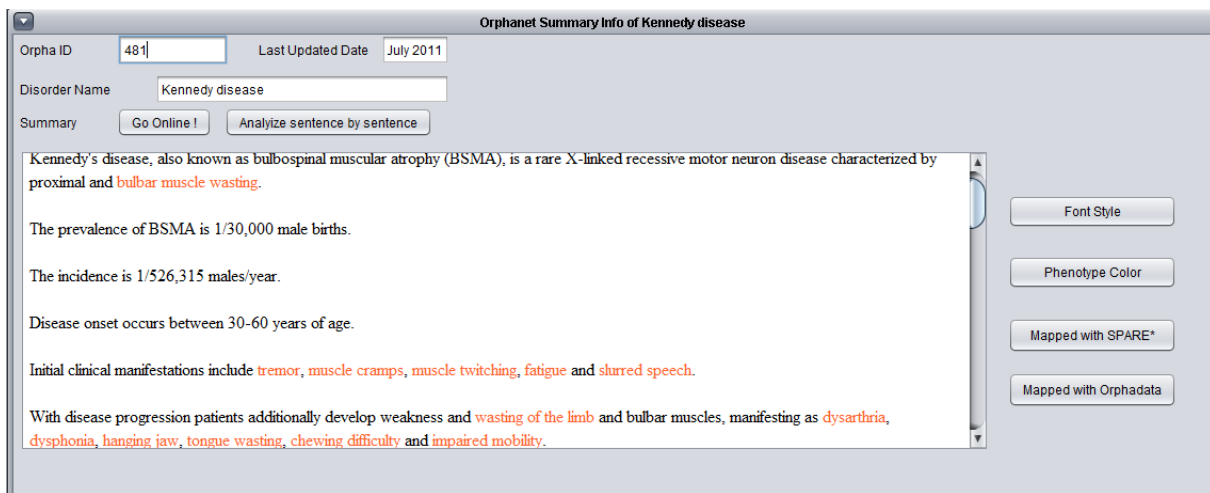 Orphanet Summary Info of Kennedy disease
Orpha ID 481 Last Updated Date July 2011
Disorder Name Kennedy disease
Summary Go Online ! Analyize sentence by sentence
Kennedy's disease, also known as bulbospinal muscular atrophy (BSMA), is a rare X-linked recessive motor neuron disease characterized by
proximal and bulbar muscle wasting.
The prevalence of BSMA is 1/30,000 male births.
The incidence is 1/526,315 males/year.
Disease onset occurs between 30-60 years of age.
Initial clinical manifestations include tremor, muscle cramps, muscle twitching, fatigue and slurred speech.
With disease progression patients additionally develop weakness and wasting of the limb and bulbar muscles, manifesting as dysarthria,
dysphonia, hanging jaw, tongue wasting, chewing difficulty and impaired mobility.
Font Style
Phenotype Color
Mapped with SPARE*
Mapped with Orphadata